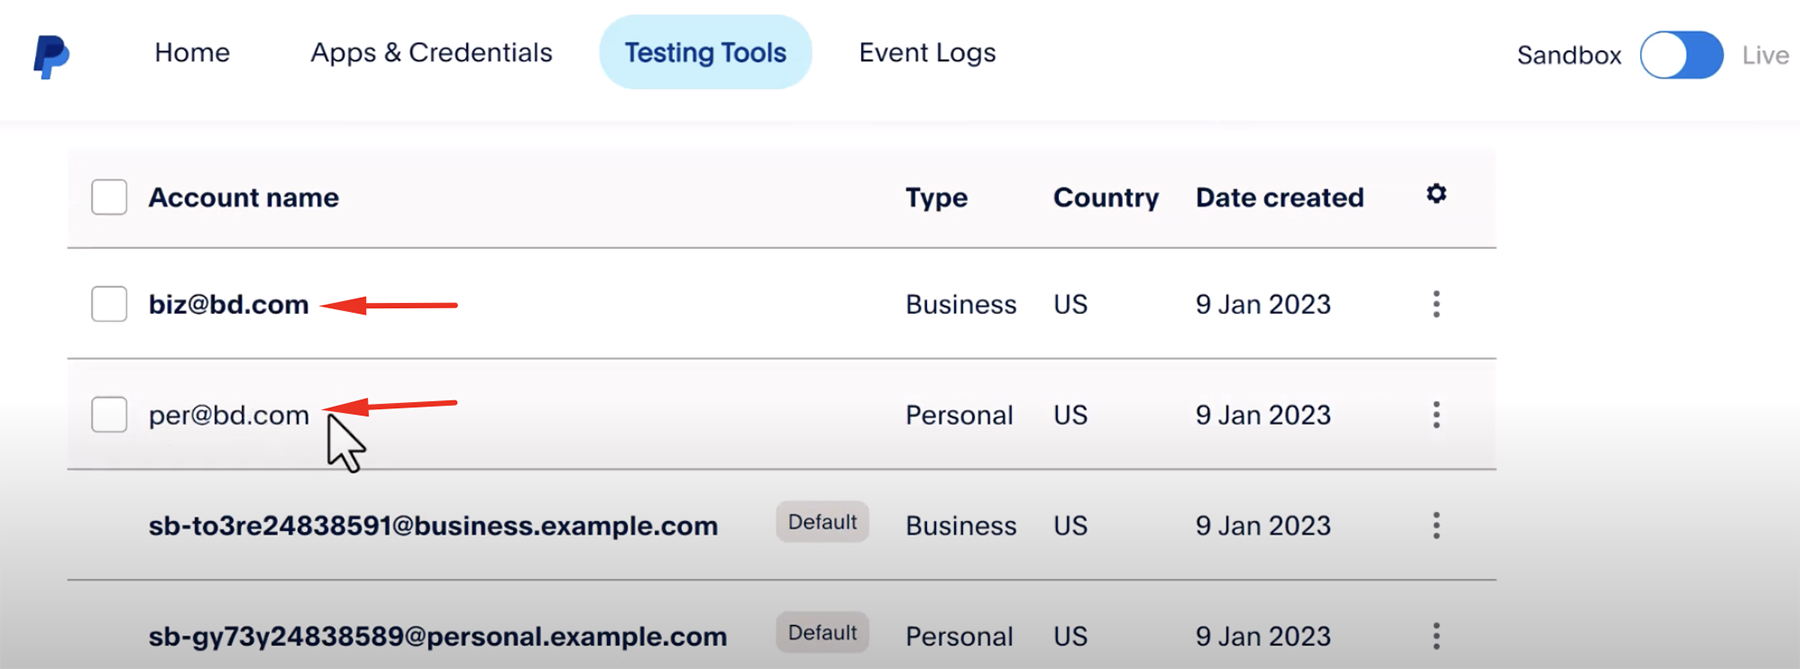 Home Apps & Credentials Testing Tools Event Logs Sandbox Live
Account name Type Country Date created
biz@bd.com Business US 9 Jan 2023
per@bd.com Personal US 9 Jan 2023
sb-to3re24838591@business.example.com Default Business US 9 Jan 2023
sb-gy73y24838589@personal.example.com Default Personal US 9 Jan 2023